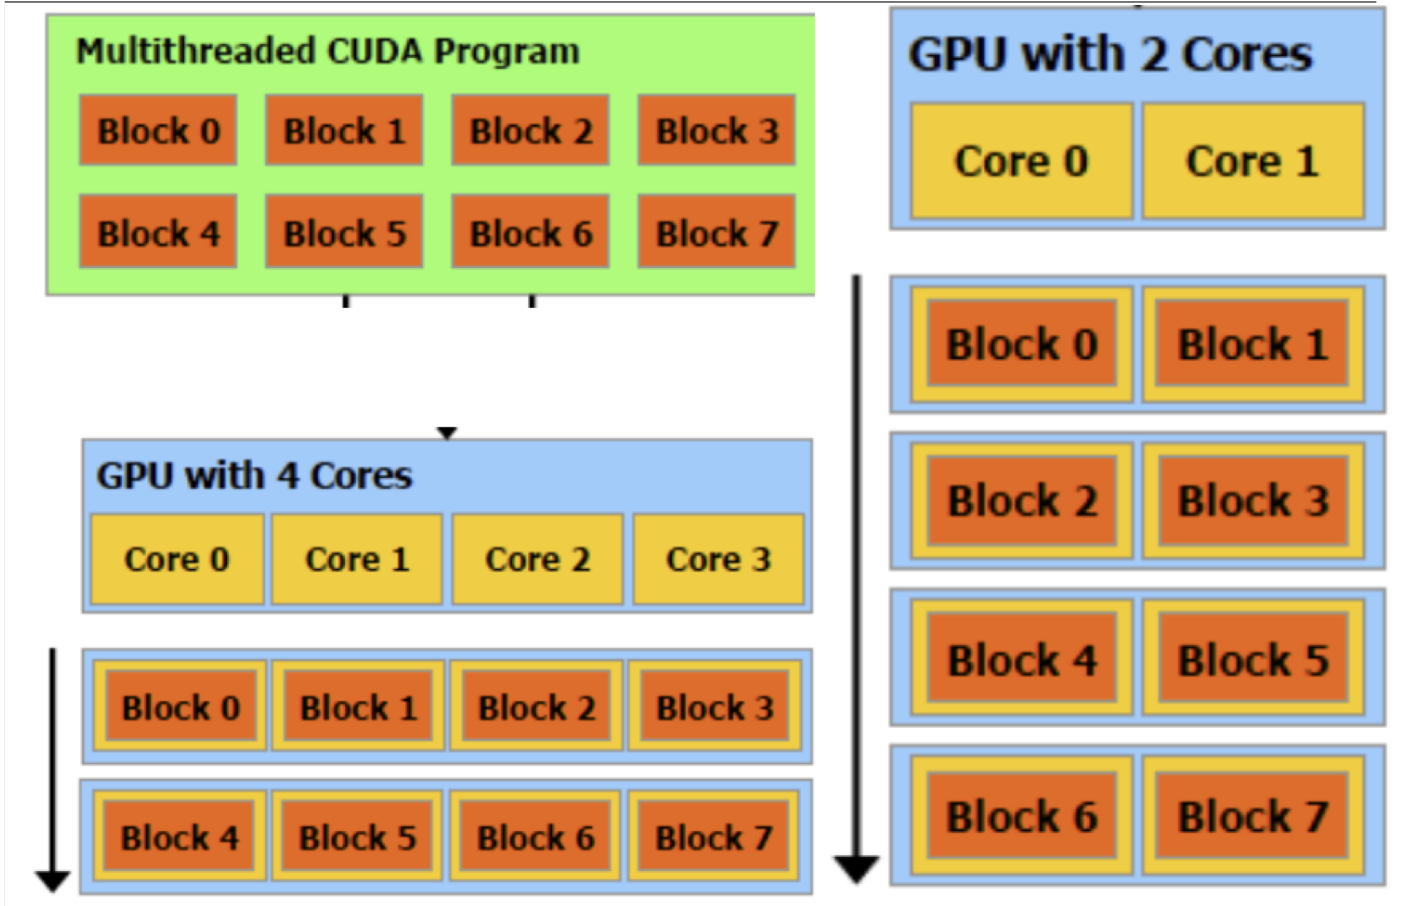 Multithreaded CUDA Program
Block 0 Block 1 Block 2 Block 3
Block 4 Block 5 Block 6 Block 7
GPU with 4 Cores
Core 0 Core 1 Core 2 Core 3
Block 0 Block 1 Block 2 Block 3
Block 4 Block 5 Block 6 Block 7
GPU with 2 Cores
Core 0 Core 1
Block 0 Block 1
Block 2 Block 3
Block 4 Block 5
Block 6 Block 7